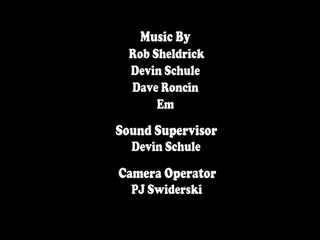 Music By
Rob Sheldrick
Devin Schule
Dave Roncin
Em
Sound Supervisor
Devin Schule
Camera Operator
PJ Swiderski